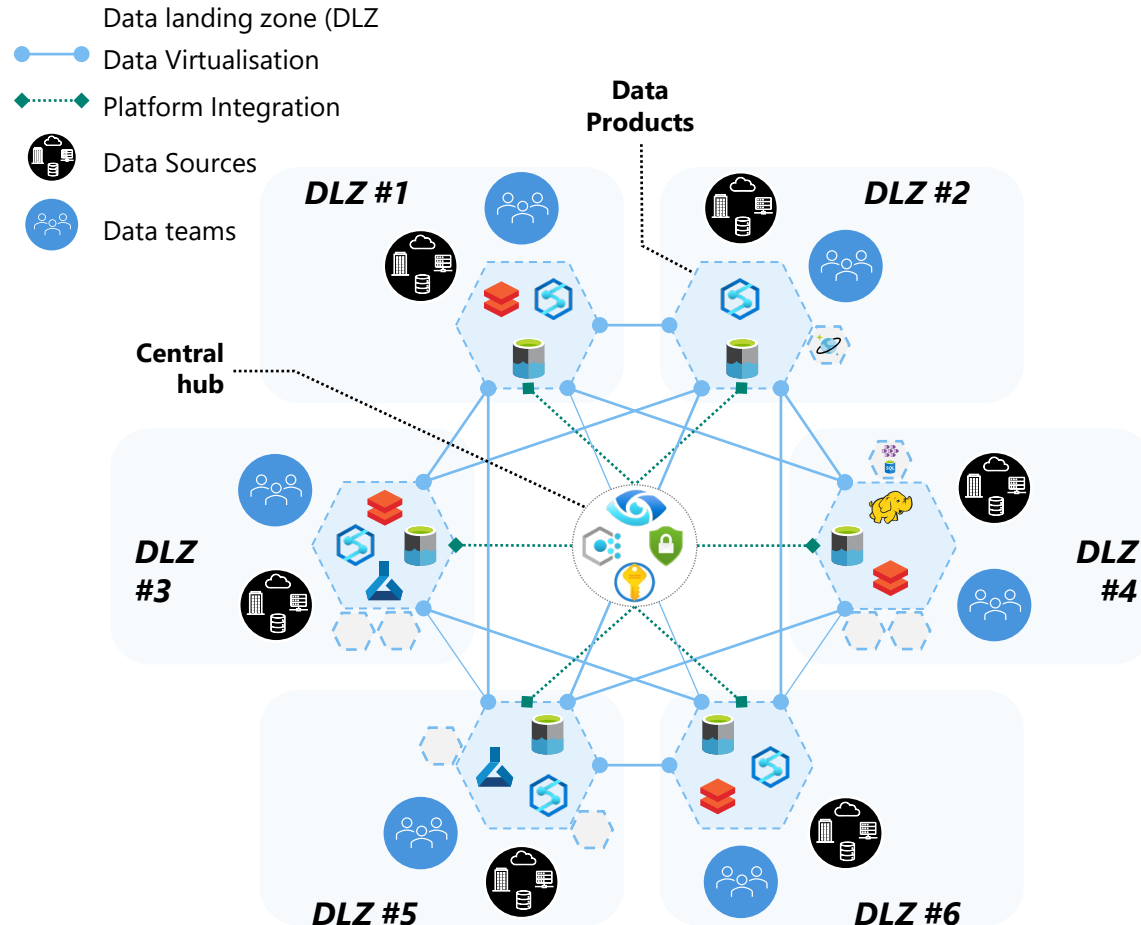 Data landing zone (DLZ
Data Virtualisation
Platform Integration
Data Sources
Data teams
Data
Products
DLZ #1
DLZ #2
Central
hub
DLZ
#3
SQL
DLZ
#4
DLZ #5
DLZ #6